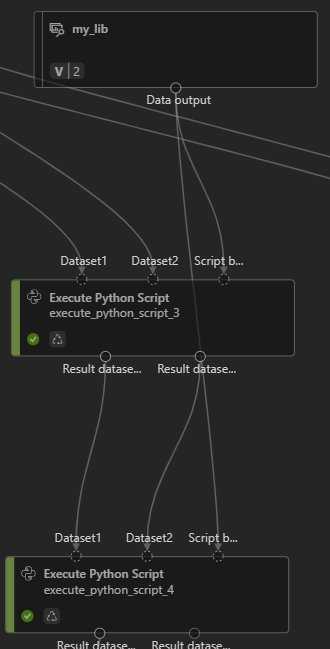 my_lib
V 2
Data output
Dataset1 Dataset2 Script b...
Execute Python Script
execute_python_script_3
Result datase... Result datase...
Dataset1 Dataset2 Script b...
Execute Python Script
execute_python_script_4
Result datase... Result datase...